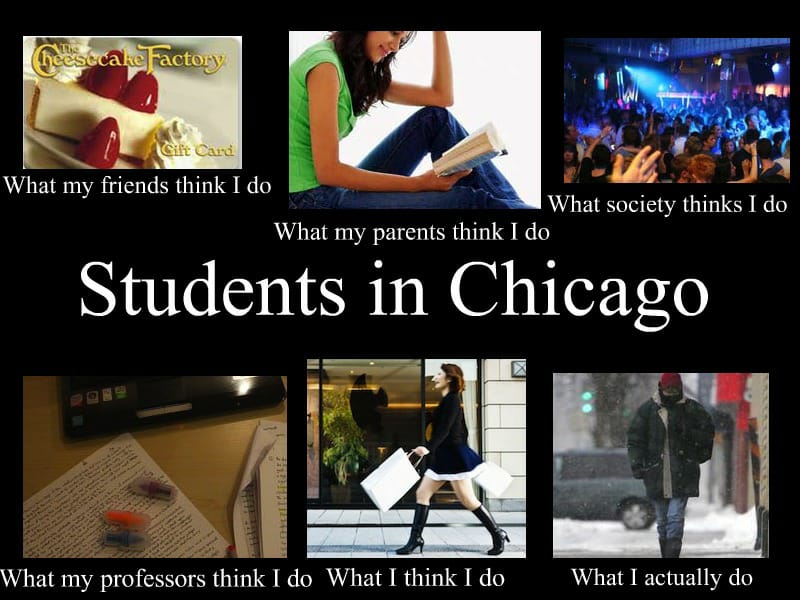 The
Cheesecake Factory
Gift Card
What my friends think I do
What my parents think I do
What society thinks I do
Students in Chicago
What my professors think I do
What I think I do
What I actually do